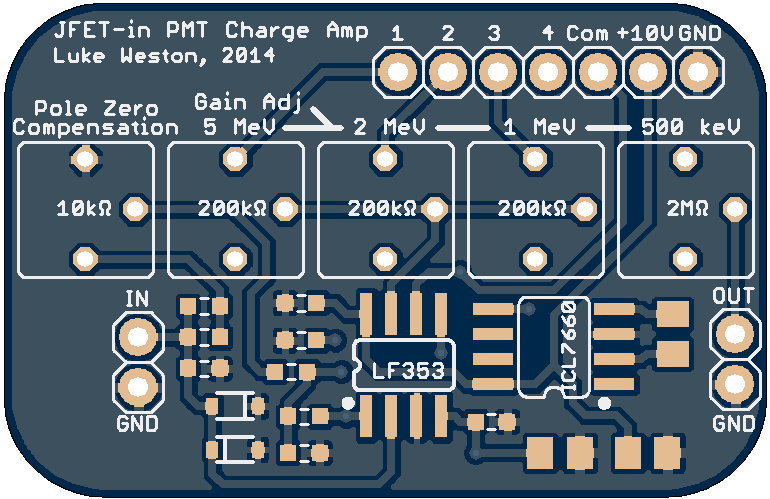 JFET-in PMT Charge Amp
Luke Weston, 2014
1 2 3 4 Com +10V GND
Pole Zero
Compensation
Gain Adj
5 MeV 2 MeV 1 MeV 500 keV
10kΩ 200kΩ 200kΩ 200kΩ 2MΩ
IN
OUT
ICL7660
LF353
GND
GND